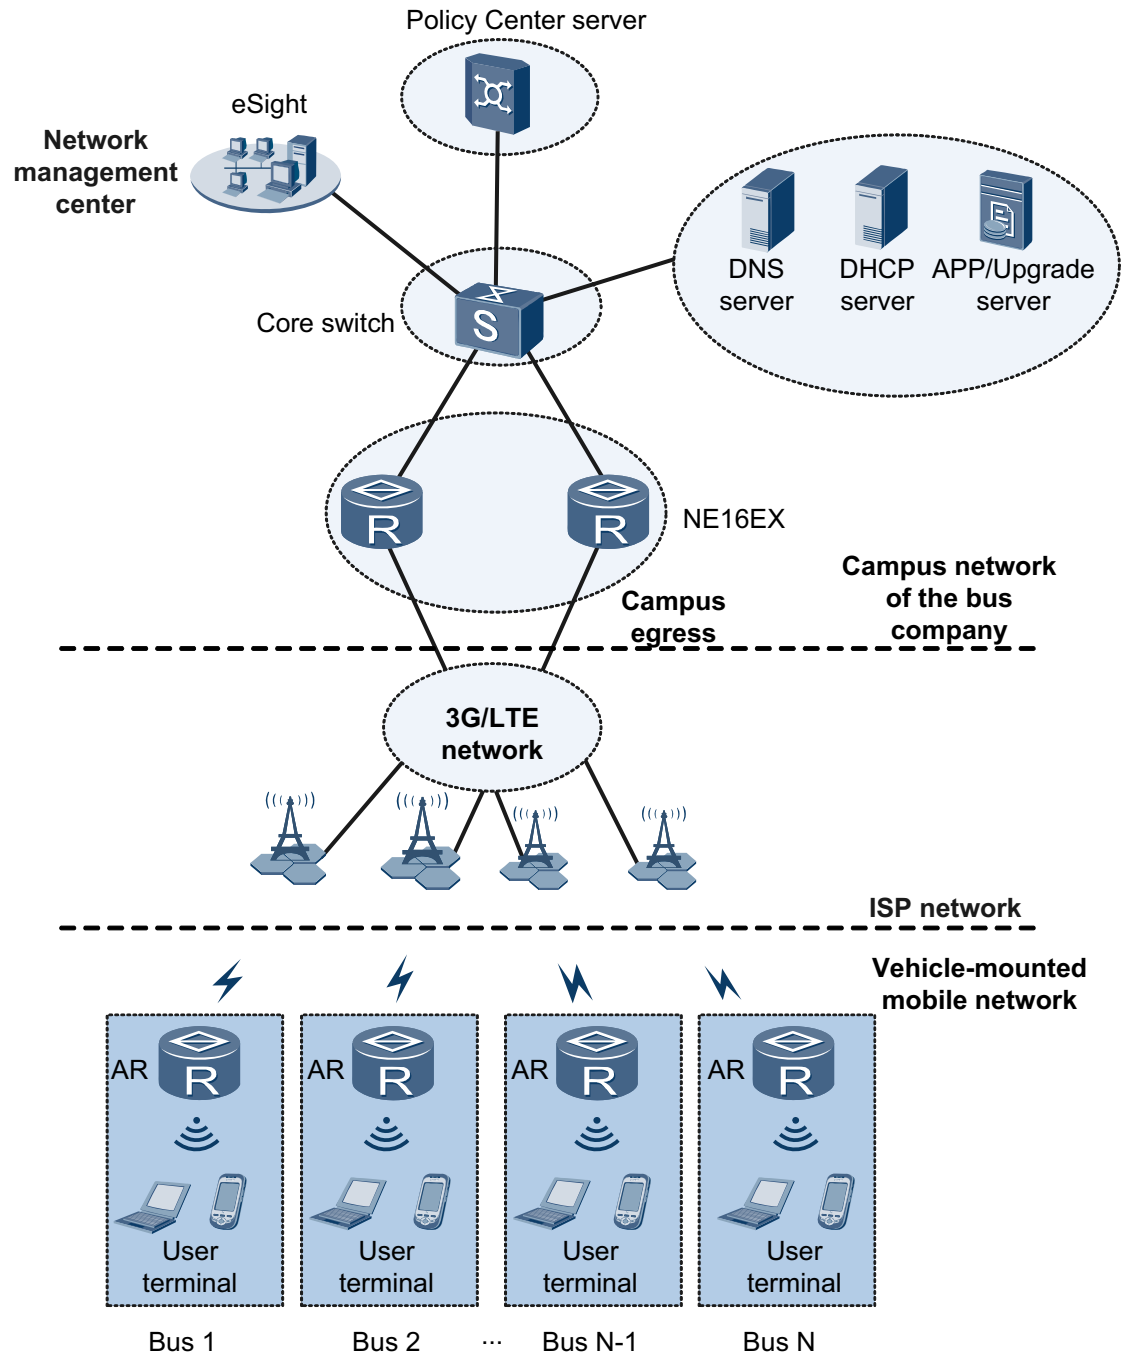 Policy Center server
eSight
Network
management
center
DNS
server
DHCP
server
APP/Upgrade
server
Core switch
S
R
R
NE16EX
Campus
egress
Campus network
of the bus
company
3G/LTE
network
ISP network
Vehicle-mounted
mobile network
AR
R
AR
R
AR
R
AR
R
User
terminal
User
terminal
User
terminal
User
terminal
Bus 1
Bus 2
...
Bus N-1
Bus N